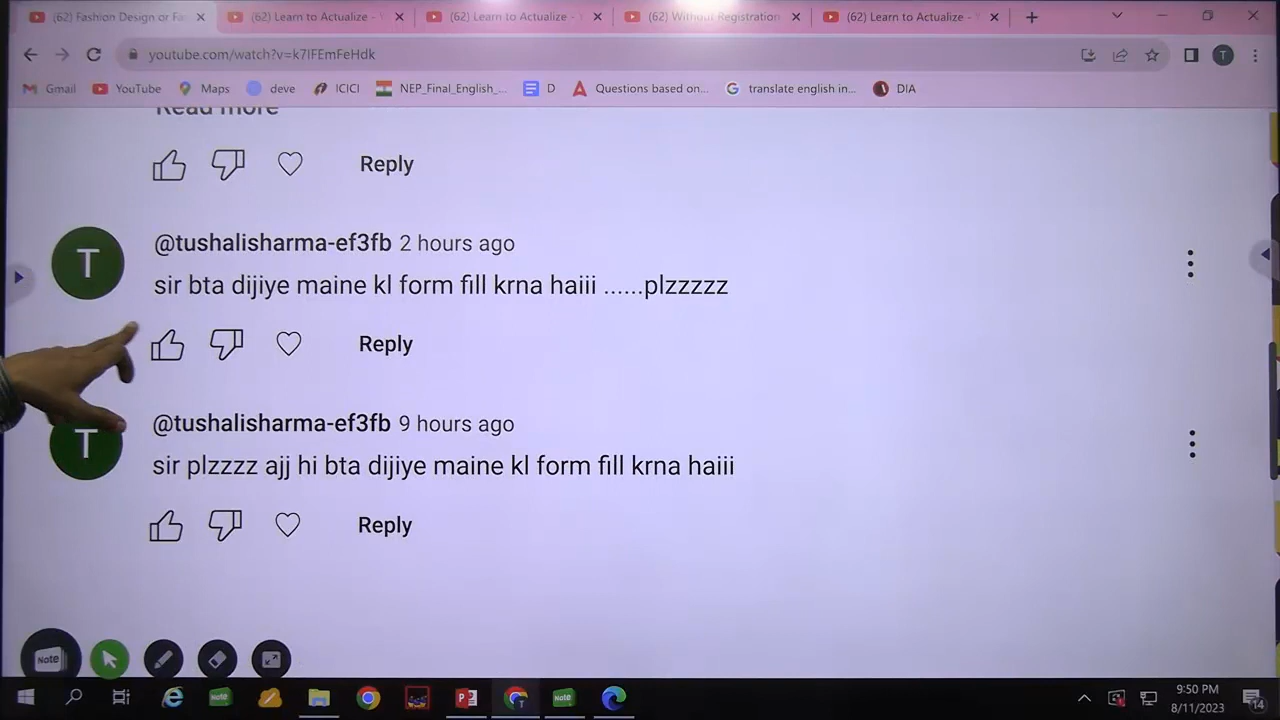 (62) Fashion Design or Fa
(62) Learn to Actualize -
(62) Learn to Actualize -
(62) Without Registration
(62) Learn to Actualize -
youtube.com/watch?v=k7IFEmFeHdk
T
Gmail
YouTube
Maps
deve
ICICI
NEP_Final_English_...
D
Questions based on...
translate english in...
DIA
Read more
Reply
T
@tushalisharma-ef3fb 2 hours ago
sir bta dijiye maine kl form fill krna haiii ......plzzzzz
Reply
T
@tushalisharma-ef3fb 9 hours ago
sir plzzzz ajj hi bta dijiye maine kl form fill krna haiii
Reply
Note
Note
Note
9:50 PM
8/11/2023
14